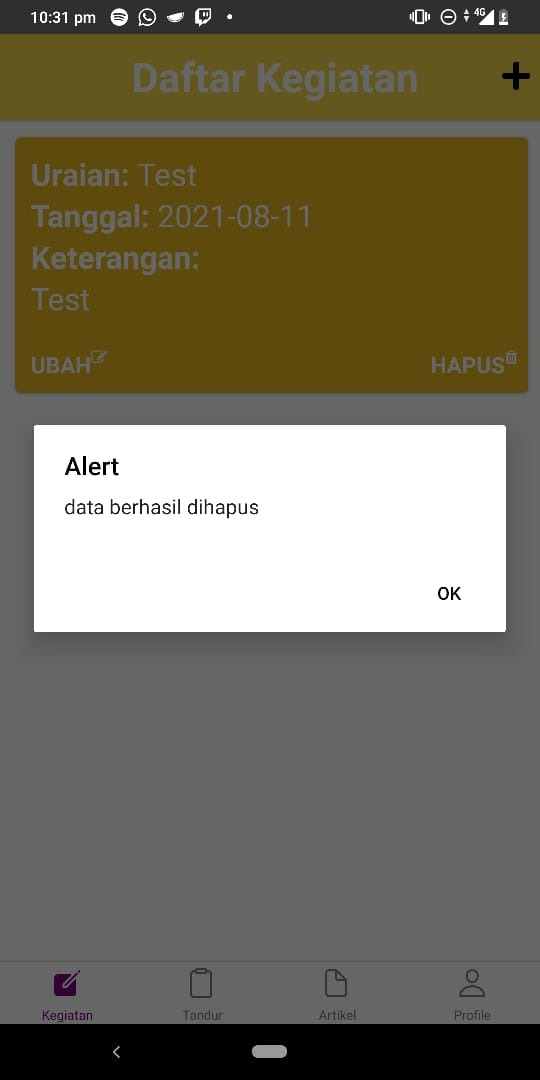 10:31 pm
4G
Daftar Kegiatan
Uraian: Test
Tanggal: 2021-08-11
Keterangan:
Test
UBAH
HAPUS
Alert
data berhasil dihapus
OK
Kegiatan
Tandur
Artikel
Profile